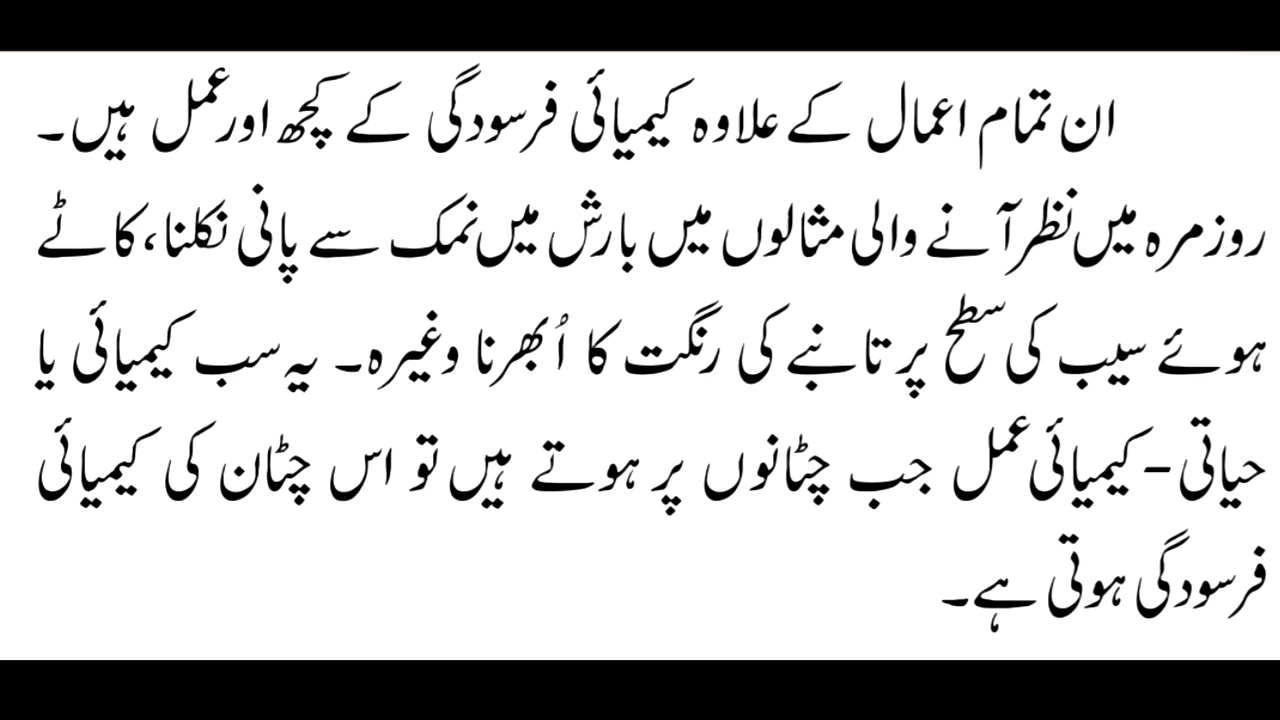 ان تمام اعمال کے علاوہ کیمیائی فرسودگی کے کچھ اور عمل ہیں۔
روزمرہ میں نظر آنے والی مثالوں میں بارش میں نمک سے پانی نکلنا، کاٹے
ہوئے سیب کی سطح پر تانبے کی رنگت کا اُبھرنا وغیرہ۔ یہ سب کیمیائی یا
حیاتی – کیمیائی عمل جب چٹانوں پر ہوتے ہیں تو اس چٹان کی کیمیائی
فرسودگی ہوتی ہے۔